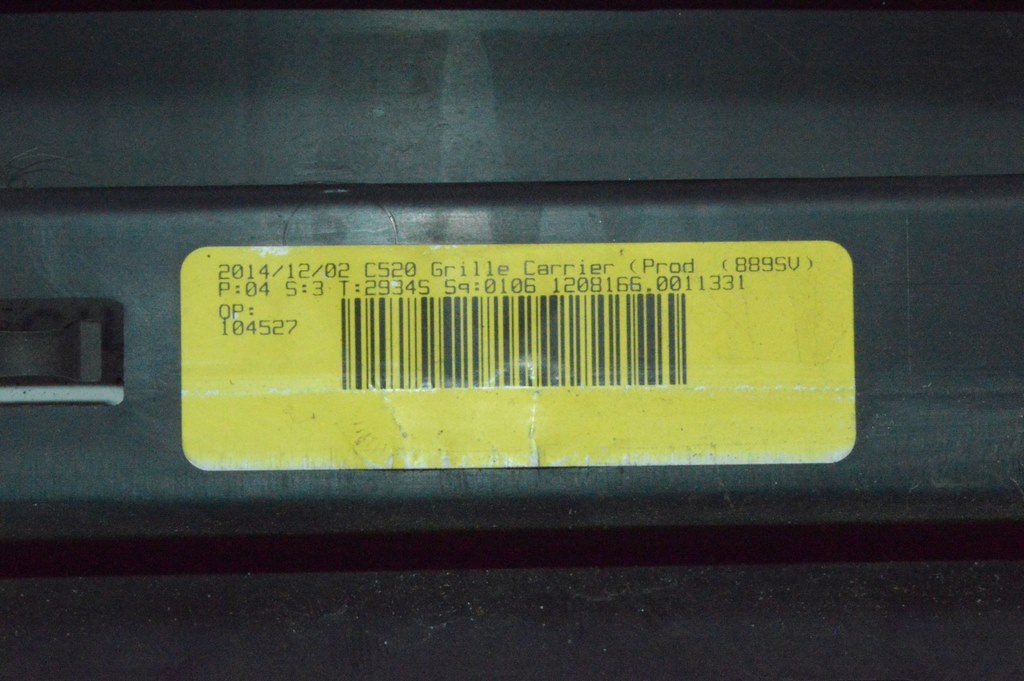 2014/12/02 C520 Grille Carrier (Prod (889SV)
P:04 S:3 T:29345 Sq:0106 1208166.0011331
OP:
104527